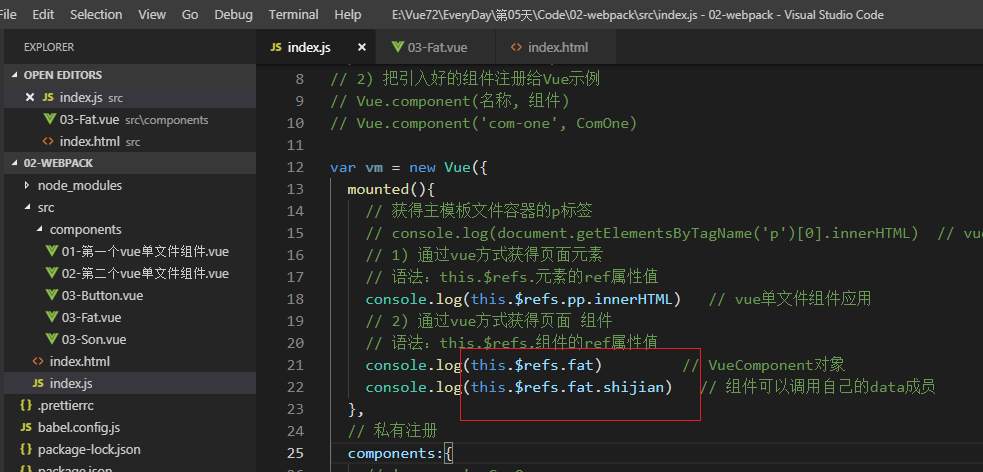 File Edit Selection View Go Debug Terminal Help E:\Vue72\EveryDay\第05天\Code\02-webpack\src\index.js - 02-webpack - Visual Studio Code
EXPLORER
OPEN EDITORS
JS index.js src
03-Fat.vue src\components
<> index.html src
02-WEBPACK
node_modules
src
components
01-第一个vue单文件组件.vue
02-第二个vue单文件组件.vue
03-Button.vue
03-Fat.vue
03-Son.vue
<> index.html
JS index.js
{} .prettierrc
JS babel.config.js
{} package-lock.json
{} package.json
JS index.js × 03-Fat.vue <> index.html
8 // 2) 把引入好的组件注册给Vue示例
9 // Vue.component(名称, 组件)
10 // Vue.component('com-one', ComOne)
11
12 var vm = new Vue({
13 mounted(){
14 // 获得主模板文件容器的p标签
15 // console.log(document.getElementsByTagName('p')[0].innerHTML) // vue
16 // 1) 通过vue方式获得页面元素
17 // 语法：this.$refs.元素的ref属性值
18 console.log(this.$refs.pp.innerHTML) // vue单文件组件应用
19 // 2) 通过vue方式获得页面 组件
20 // 语法：this.$refs.组件的ref属性值
21 console.log(this.$refs.fat) // VueComponent对象
22 console.log(this.$refs.fat.shijian) // 组件可以调用自己的data成员
23 },
24 // 私有注册
25 components:{